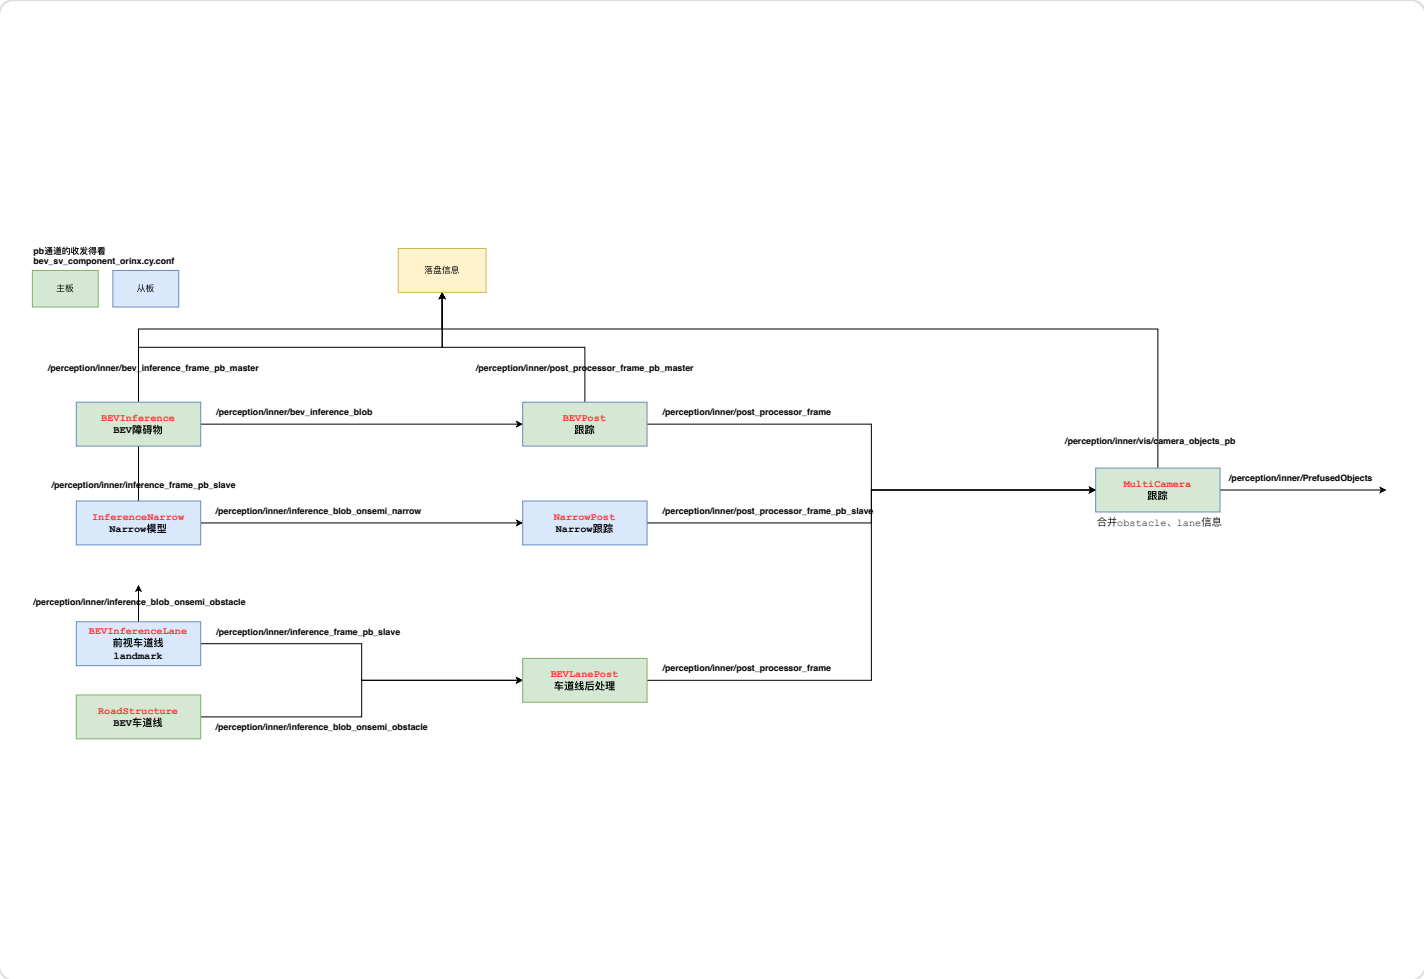 pb通道的收发得看
bev_sv_component_orinx.cy.conf
主板
从板
落盘信息
/perception/inner/bev_inference_frame_pb_master
/perception/inner/post_processor_frame_pb_master
BEVInference
BEV障碍物
/perception/inner/bev_inference_blob
BEVPost
跟踪
/perception/inner/post_processor_frame
/perception/inner/vis/camera_objects_pb
/perception/inner/inference_frame_pb_slave
MultiCamera
跟踪
/perception/inner/PrefusedObjects
合并obstacle、lane信息
InferenceNarrow
Narrow模型
/perception/inner/inference_blob_onsemi_narrow
NarrowPost
Narrow跟踪
/perception/inner/post_processor_frame_pb_slave
/perception/inner/inference_blob_onsemi_obstacle
BEVInferenceLane
前视车道线
landmark
/perception/inner/inference_frame_pb_slave
BEVLanePost
车道线后处理
/perception/inner/post_processor_frame
RoadStructure
BEV车道线
/perception/inner/inference_blob_onsemi_obstacle